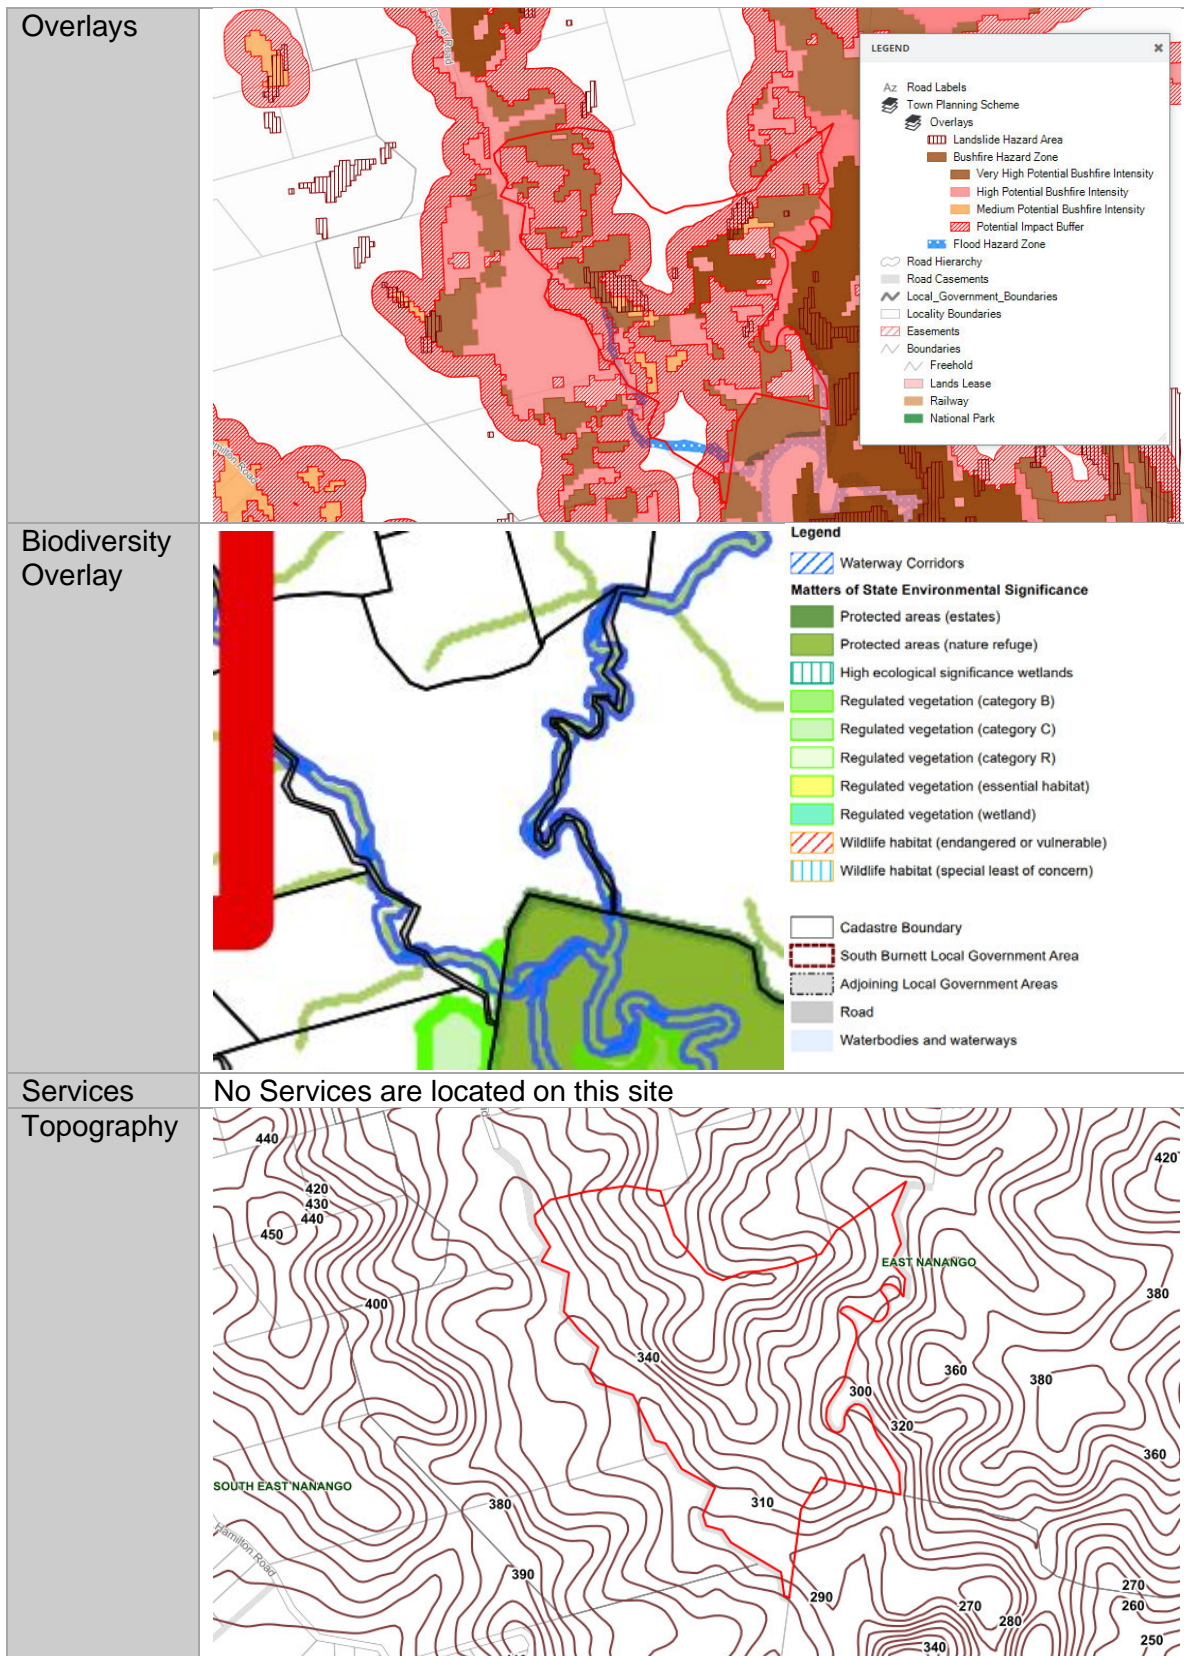 Overlays
Dwyer Road
Hamilton Road
LEGEND
Az Road Labels
Town Planning Scheme
Overlays
Landslide Hazard Area
Bushfire Hazard Zone
Very High Potential Bushfire Intensity
High Potential Bushfire Intensity
Medium Potential Bushfire Intensity
Potential Impact Buffer
Flood Hazard Zone
Road Hierarchy
Road Casements
Local_Government_Boundaries
Locality Boundaries
Easements
Boundaries
Freehold
Lands Lease
Railway
National Park
Biodiversity
Overlay
Legend
Waterway Corridors
Matters of State Environmental Significance
Protected areas (estates)
Protected areas (nature refuge)
High ecological significance wetlands
Regulated vegetation (category B)
Regulated vegetation (category C)
Regulated vegetation (category R)
Regulated vegetation (essential habitat)
Regulated vegetation (wetland)
Wildlife habitat (endangered or vulnerable)
Wildlife habitat (special least of concern)
Cadastre Boundary
South Burnett Local Government Area
Adjoining Local Government Areas
Road
Waterbodies and waterways
Services
No Services are located on this site
Topography
440
420
420
430
440
450
EAST NANANGO
380
400
340
360
380
300
320
360
SOUTH EAST NANANGO
380
310
Hamilton Road
390
290
270
270
260
280
340
250